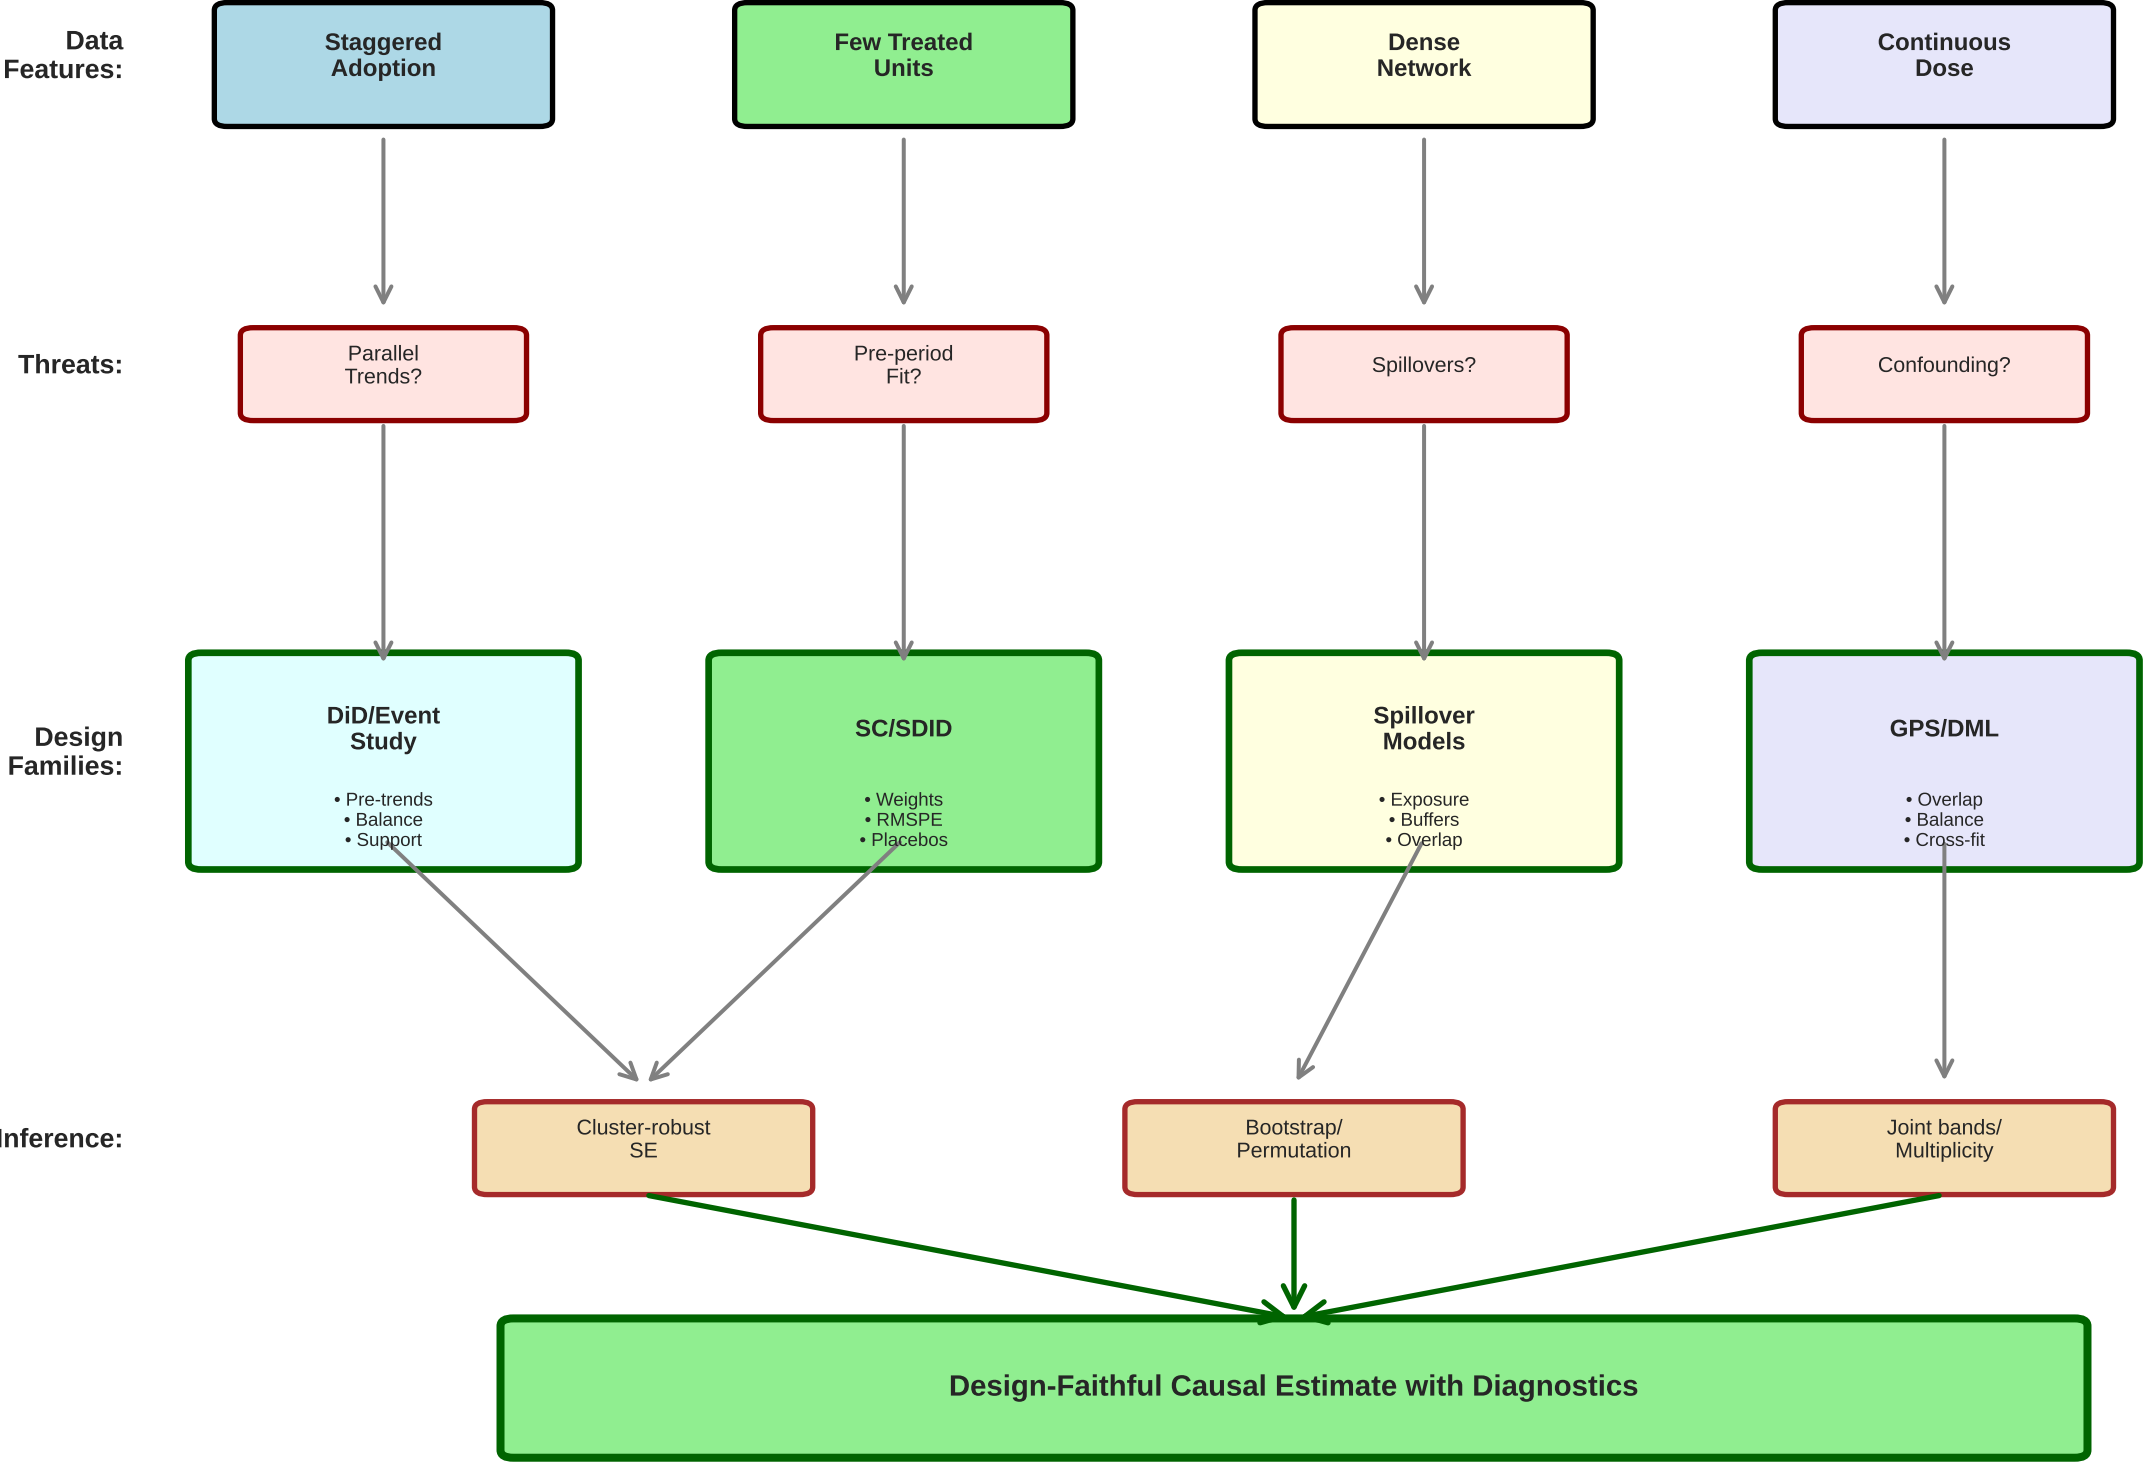 Data
Features:
Staggered
Adoption
Few Treated
Units
Dense
Network
Continuous
Dose
Threats:
Parallel
Trends?
Pre-period
Fit?
Spillovers?
Confounding?
Design
Families:
DiD/Event
Study
• Pre-trends
• Balance
• Support
SC/SDID
• Weights
• RMSPE
• Placebos
Spillover
Models
• Exposure
• Buffers
• Overlap
GPS/DML
• Overlap
• Balance
• Cross-fit
Inference:
Cluster-robust
SE
Bootstrap/
Permutation
Joint bands/
Multiplicity
Design-Faithful Causal Estimate with Diagnostics